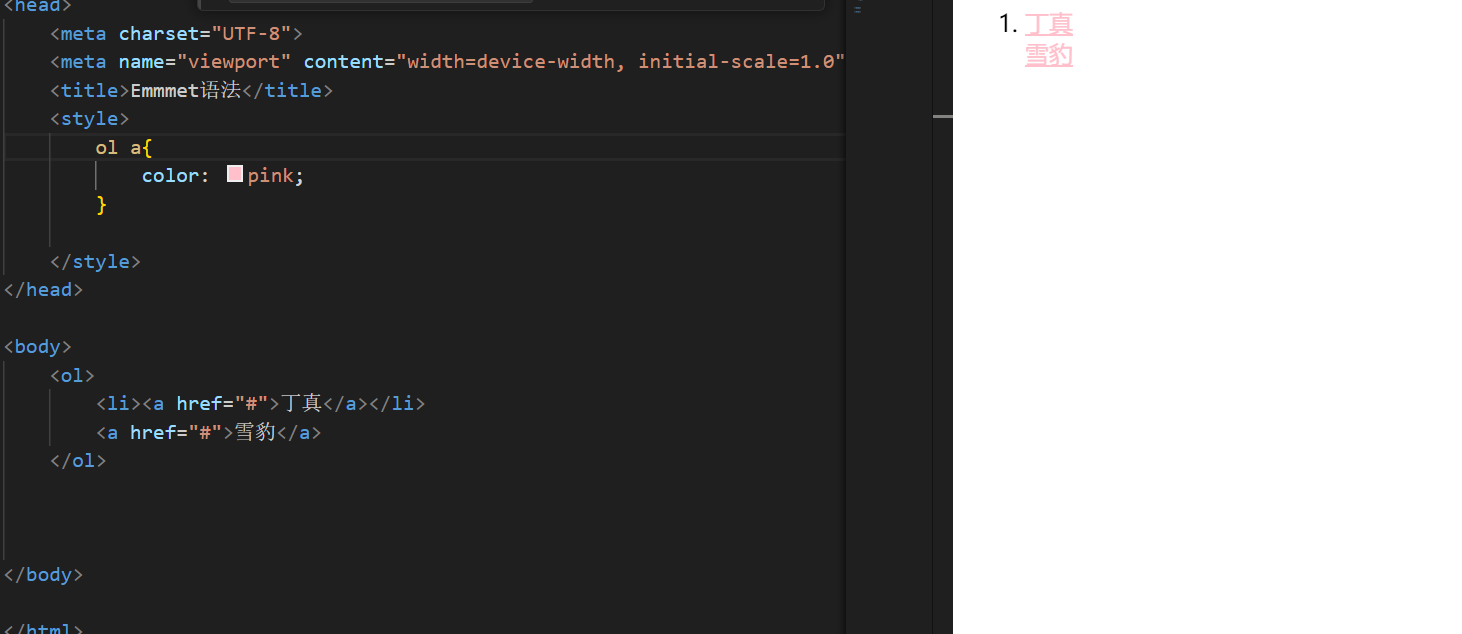 <head>
<meta charset="UTF-8">
<meta name="viewport" content="width=device-width, initial-scale=1.0"
<title>Emmmet语法</title>
<style>
ol a{
color: pink;
}
</style>
</head>
<body>
<ol>
<li><a href="#">丁真</a></li>
<a href="#">雪豹</a>
</ol>
</body>
</html>
1. 丁真
雪豹